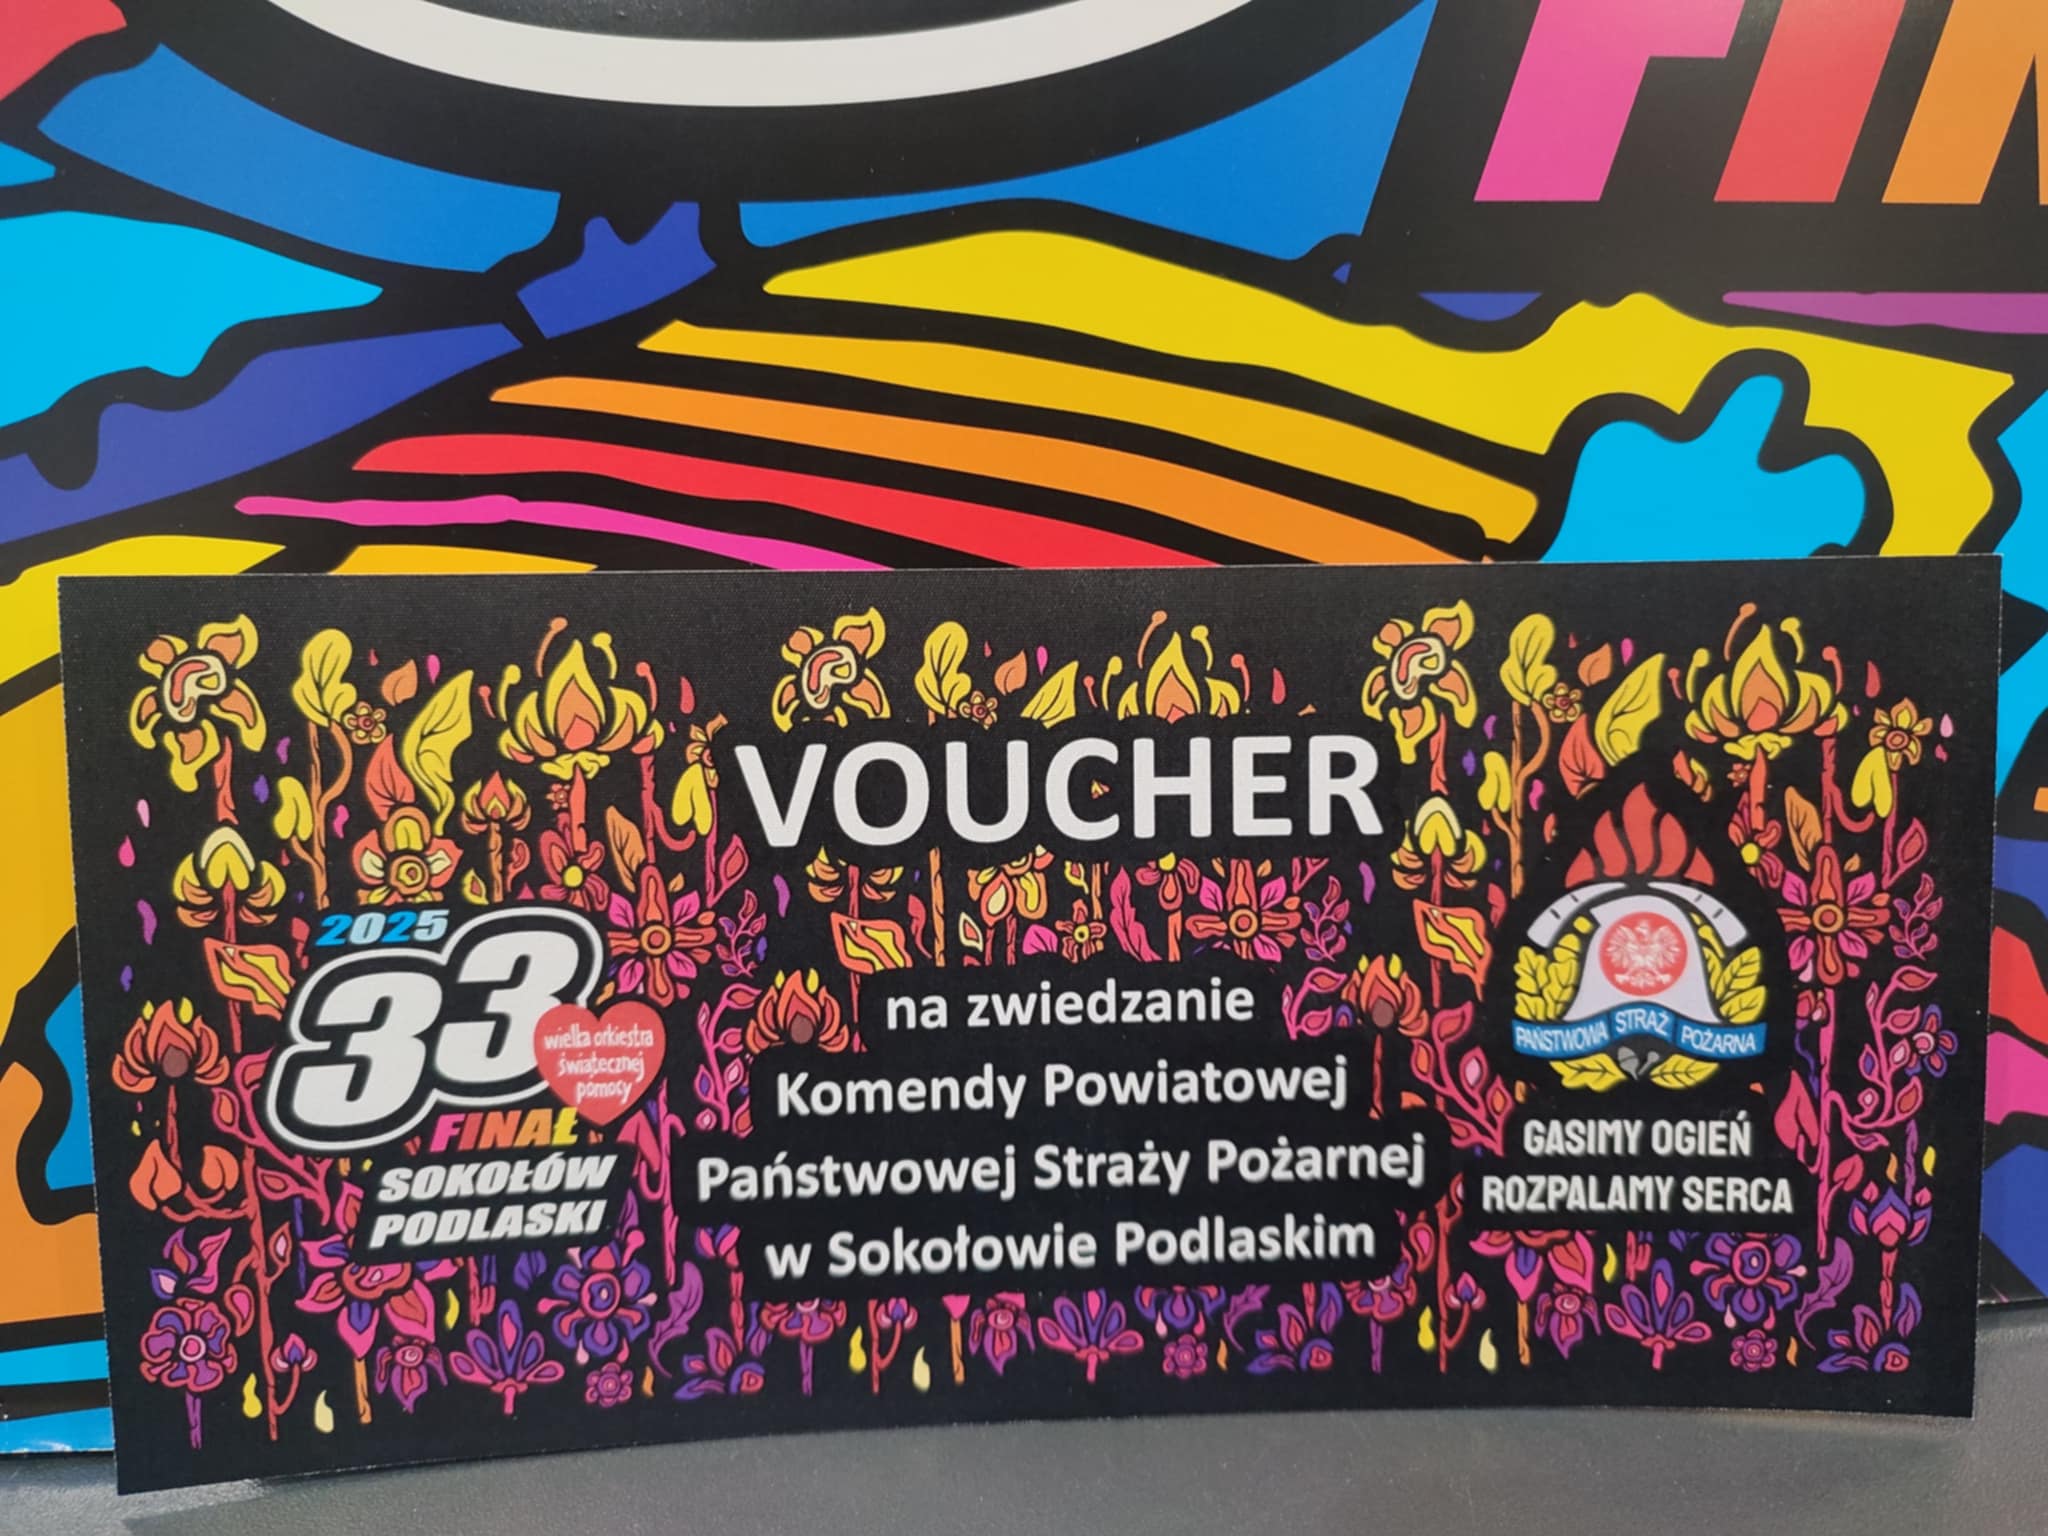 FIN
VOUCHER
2025
33
wielka orkiestra
świątecznej
pomocy
FINAŁ
SOKOŁÓW
PODLASKI
na zwiedzanie
Komendy Powiatowej
Państwowej Straży Pożarnej
w Sokołowie Podlaskim
PAŃSTWOWA STRAŻ POŻARNA
GASIMY OGIEŃ
ROZPALAMY SERCA